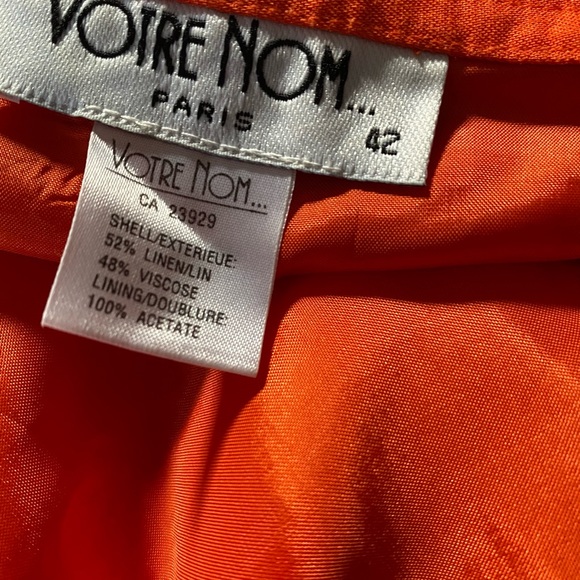 VOTRE NOM...
PARIS
42
VOTRE NOM...
CA 23929
SHELL/EXTERIEUE:
52% LINEN/LIN
48% VISCOSE
LINING/DOUBLURE:
100% ACETATE